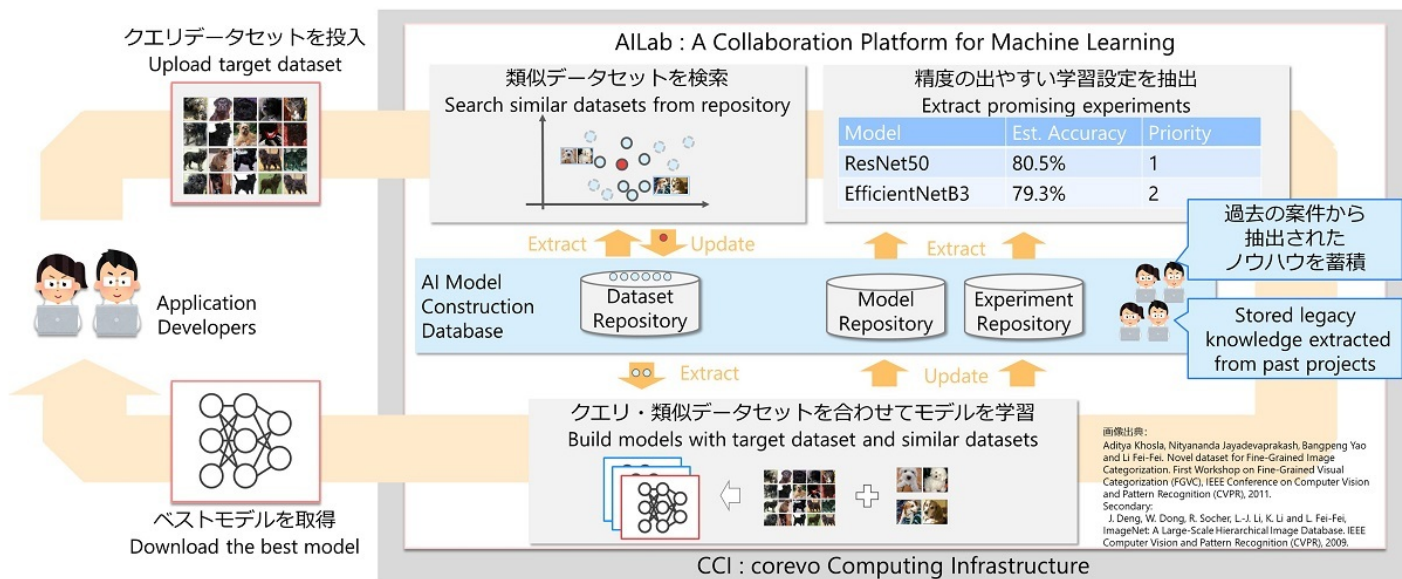 クエリデータセットを投入
Upload target dataset
AILab : A Collaboration Platform for Machine Learning
類似データセットを検索
Search similar datasets from repository
精度の出やすい学習設定を抽出
Extract promising experiments
Model Est. Accuracy Priority
ResNet50 80.5% 1
EfficientNetB3 79.3% 2
Extract
Update
Extract
過去の案件から
抽出された
ノウハウを蓄積
Application
Developers
AI Model
Construction
Database
Dataset
Repository
Model
Repository
Experiment
Repository
Stored legacy
knowledge extracted
from past projects
Extract
Update
クエリ・類似データセットを合わせてモデルを学習
Build models with target dataset and similar datasets
ベストモデルを取得
Download the best model
画像出典:
Aditya Khosla, Nityananda Jayadevaprakash, Bangpeng Yao
and Li Fei-Fei. Novel dataset for Fine-Grained Image
Categorization. First Workshop on Fine-Grained Visual
Categorization (FGVC), IEEE Conference on Computer Vision
and Pattern Recognition (CVPR), 2011.
Secondary:
J. Deng, W. Dong, R. Socher, L.-J. Li, K. Li and L. Fei-Fei,
ImageNet: A Large-Scale Hierarchical Image Database. IEEE
Computer Vision and Pattern Recognition (CVPR), 2009.
CCI : corevo Computing Infrastructure